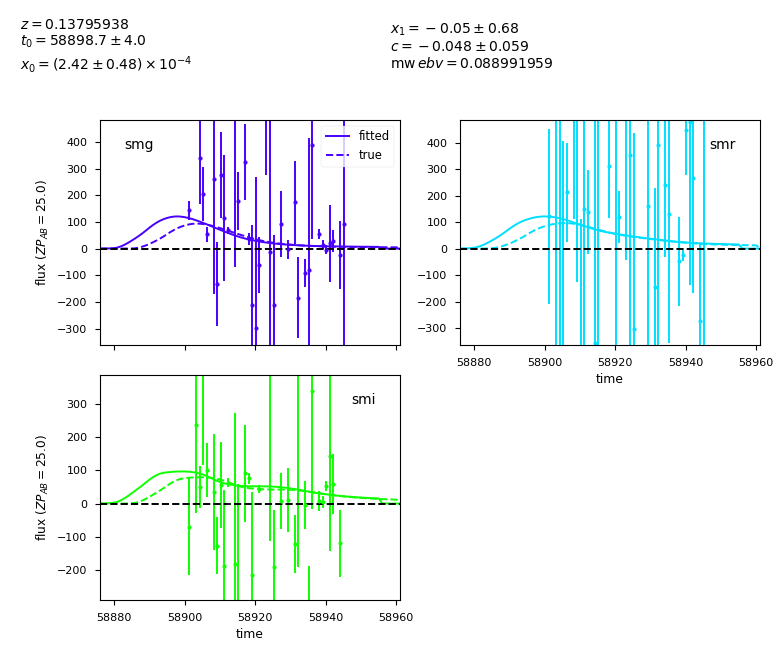 z = 0.13795938
t₀ = 58898.7 ± 4.0
x₀ = (2.42 ± 0.48) × 10⁻⁴
x₁ = −0.05 ± 0.68
c = −0.048 ± 0.059
mw ebv = 0.088991959
smg
fitted
true
400
300
200
100
0
−100
−200
−300
flux (ZP_AB = 25.0)
smr
400
300
200
100
0
−100
−200
−300
58880 58900 58920 58940 58960
time
smi
300
200
100
0
−100
−200
flux (ZP_AB = 25.0)
58880 58900 58920 58940 58960
time